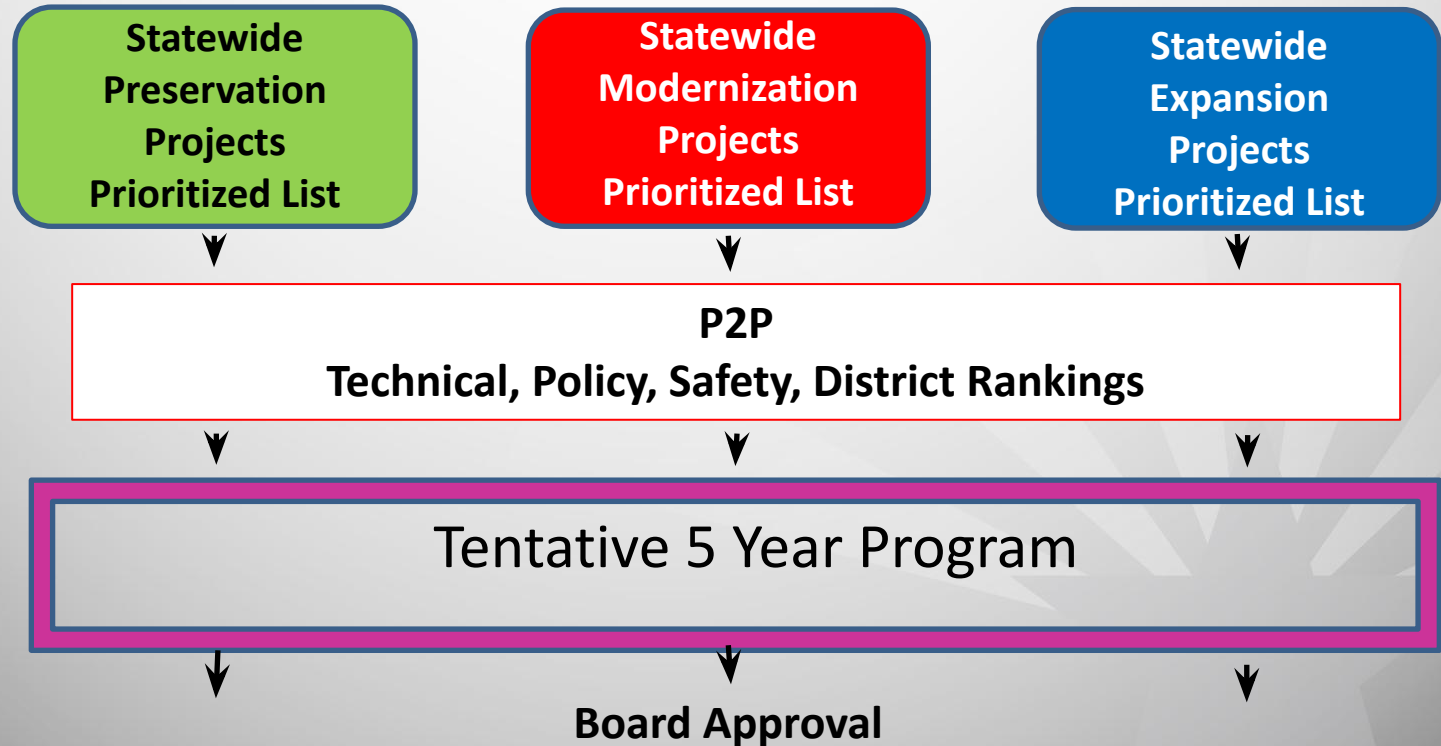 Statewide
Preservation
Projects
Prioritized List
Statewide
Modernization
Projects
Prioritized List
Statewide
Expansion
Projects
Prioritized List
P2P
Technical, Policy, Safety, District Rankings
Tentative 5 Year Program
Board Approval